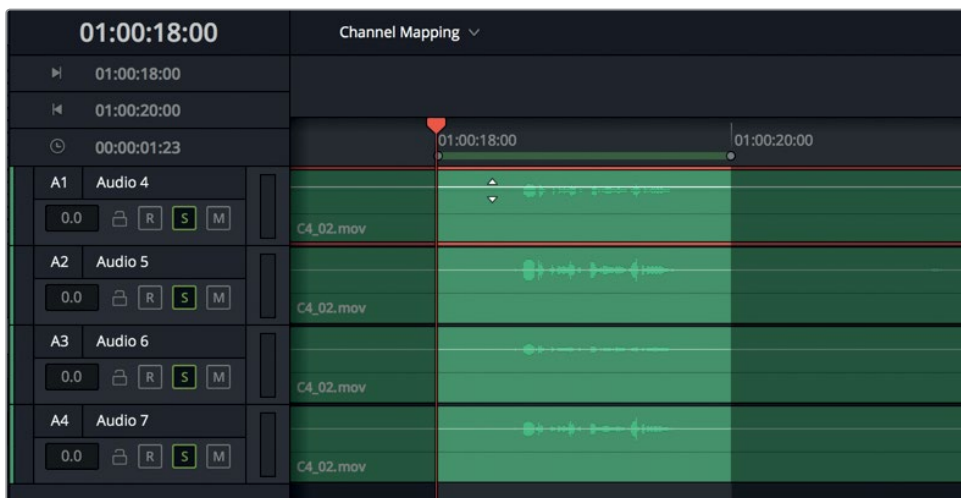 01:00:18:00
Channel Mapping
01:00:18:00
01:00:20:00
00:00:01:23
01:00:18:00
01:00:20:00
A1 Audio 4
0.0 R S M
C4_02.mov
A2 Audio 5
0.0 R S M
C4_02.mov
A3 Audio 6
0.0 R S M
C4_02.mov
A4 Audio 7
0.0 R S M
C4_02.mov